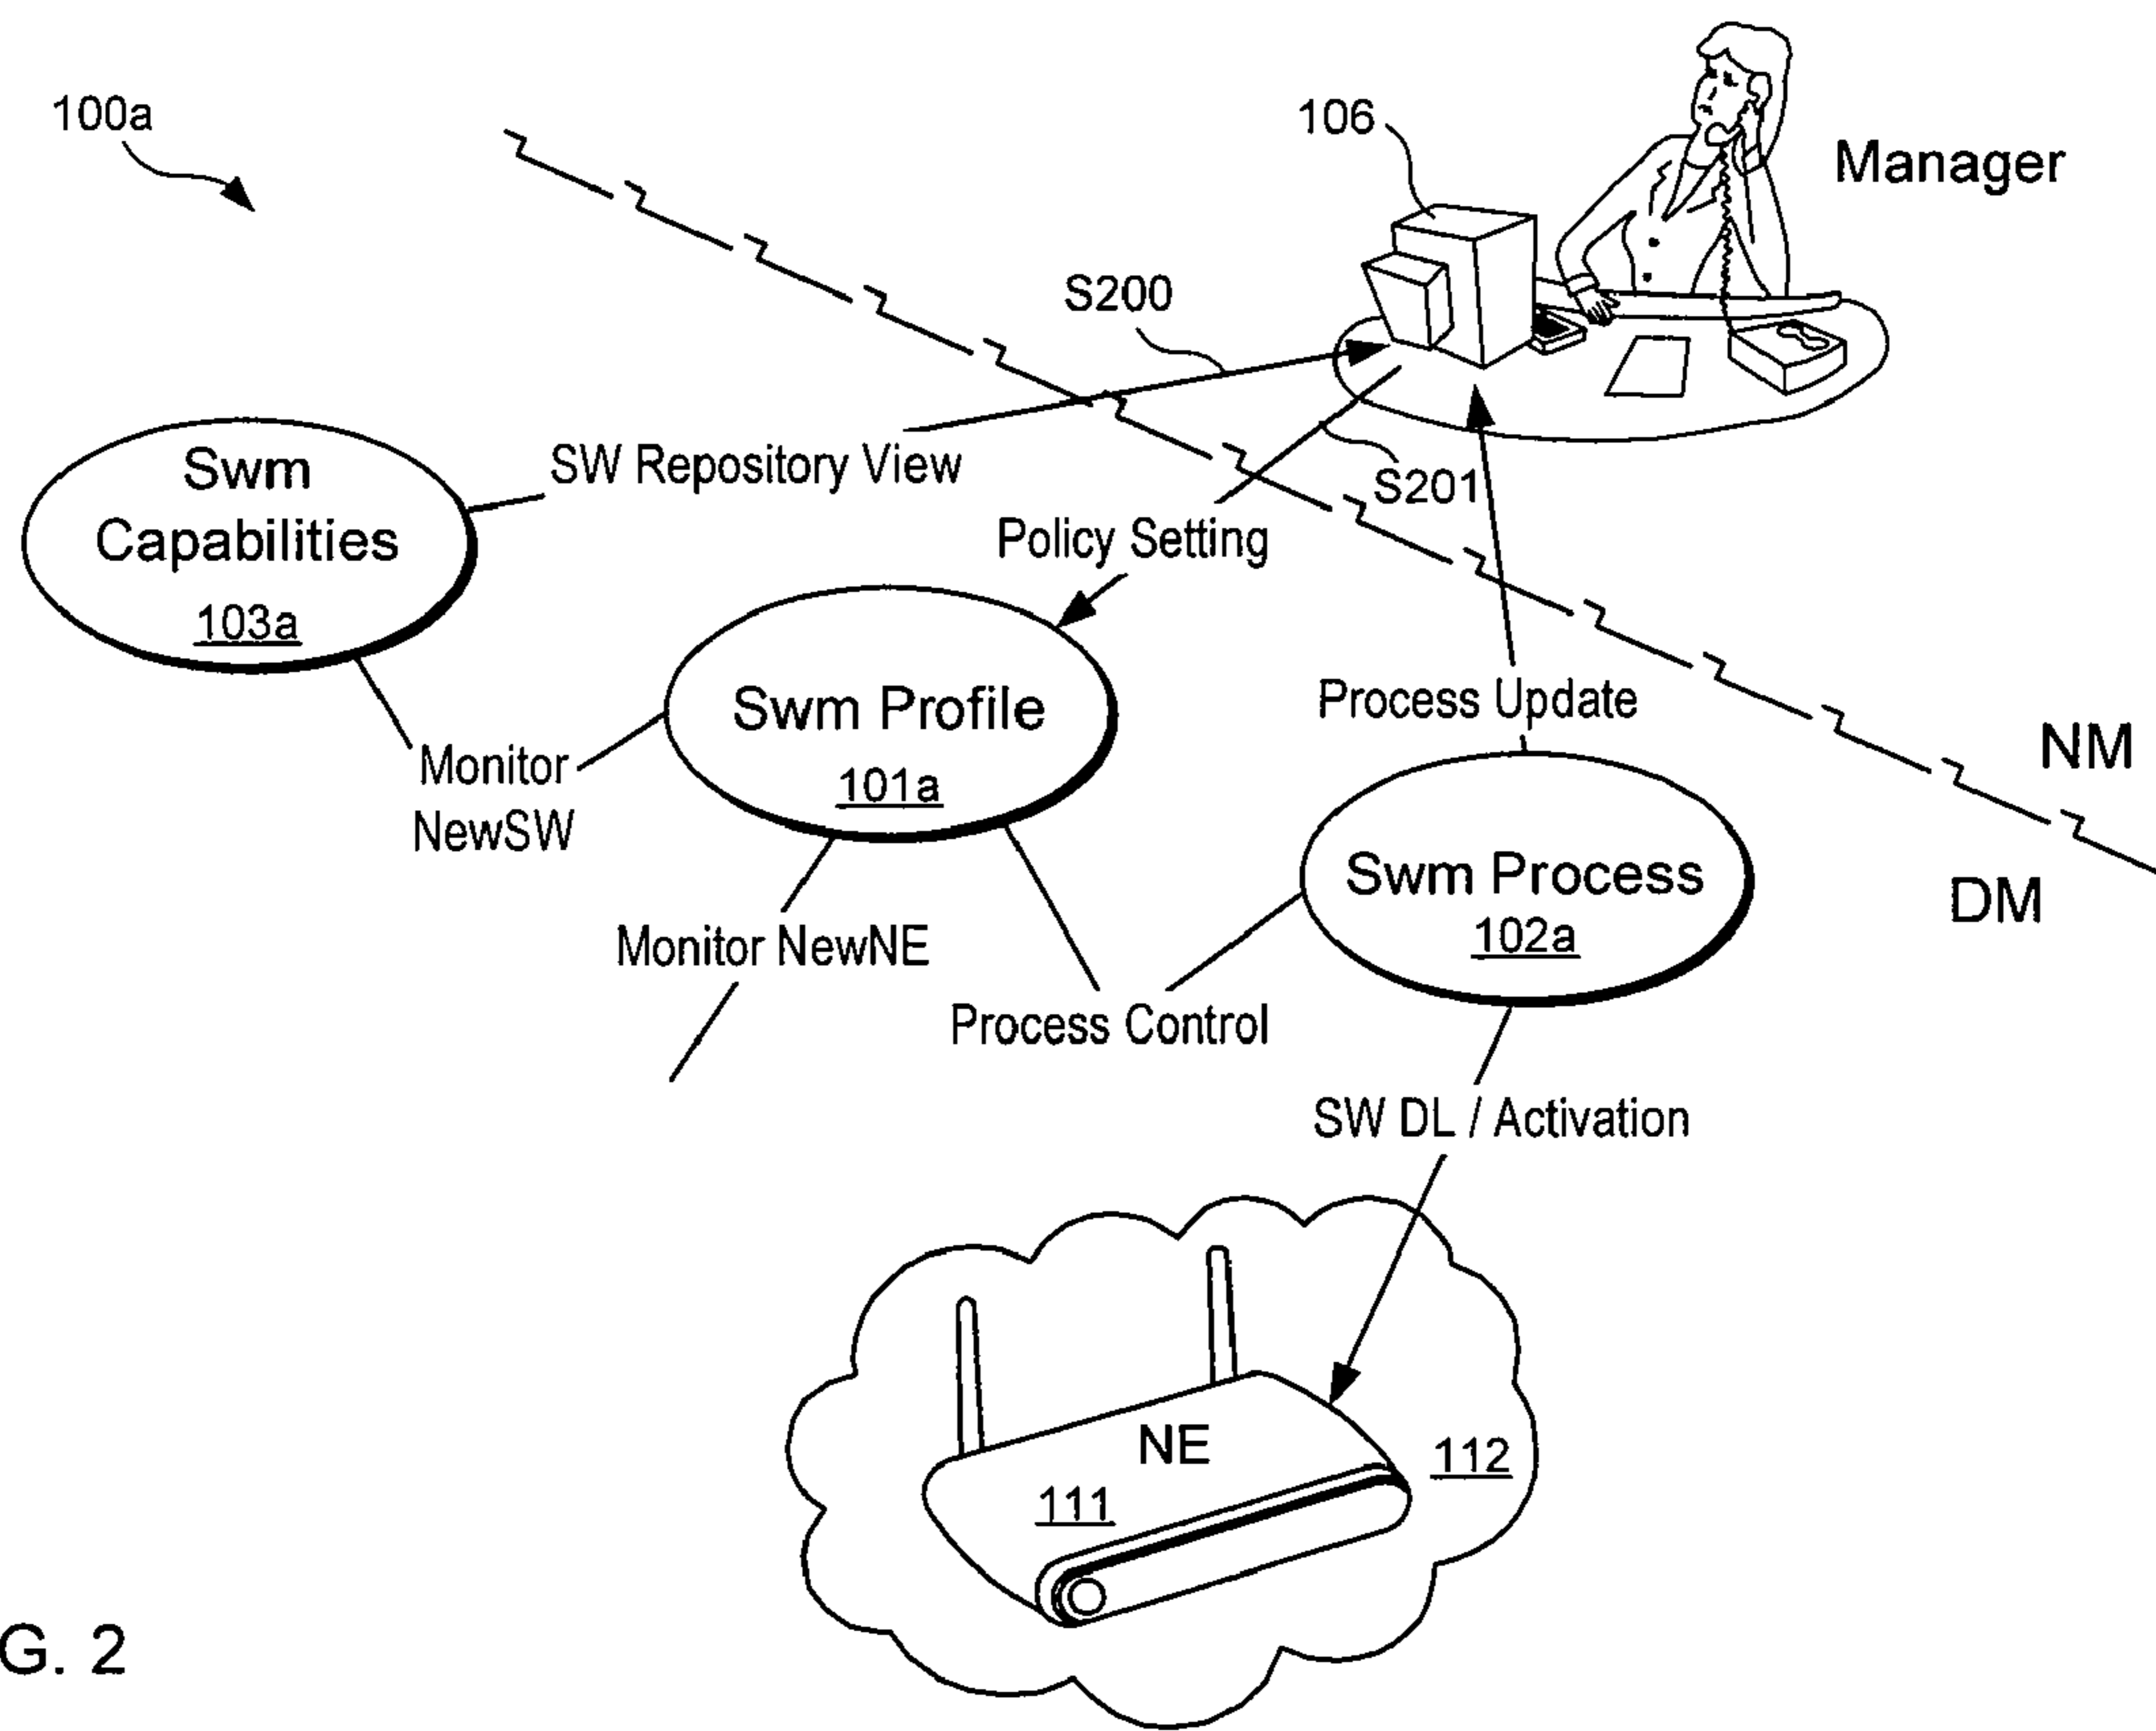 100a
106
Manager
S200
SW Repository View
S201
Swm
Capabilities
103a
Policy Setting
Swm Profile
101a
Process Update
NM
Monitor
NewSW
Swm Process
102a
DM
Monitor NewNE
Process Control
SW DL / Activation
NE
111
112
G. 2